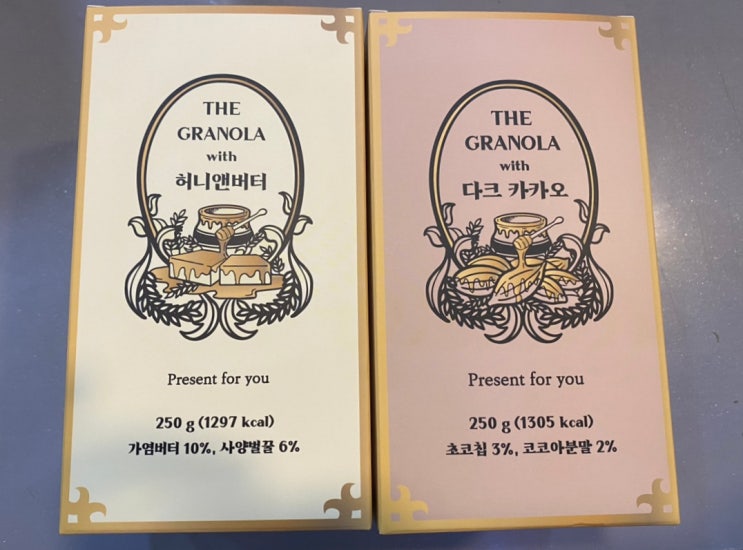 THE
GRANOLA
with
허니앤버터
Present for you
250 g (1297 kcal)
가염버터 10%, 사양벌꿀 6%
THE
GRANOLA
with
다크 카카오
Present for you
250 g (1305 kcal)
초코칩 3%, 코코아분말 2%